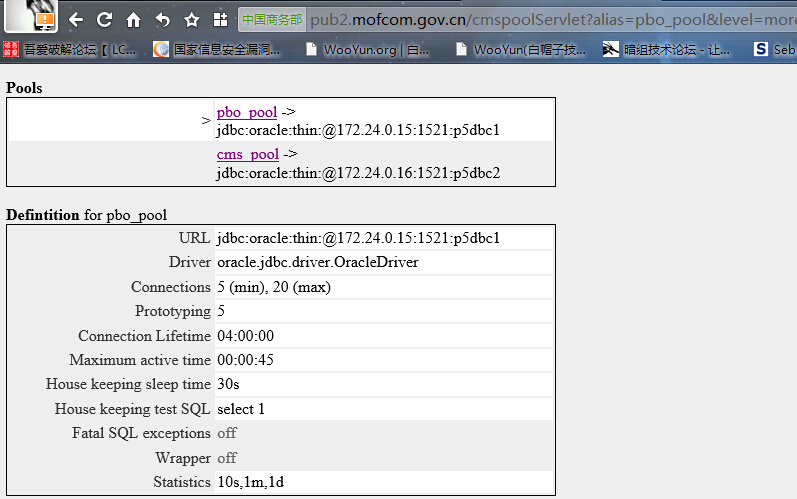 中国商务部 pub2.mofcom.gov.cn/cmspoolServlet?alias=pbo_pool&level=more
吾爱破解论坛【 LC... 国家信息安全漏洞... WooYun.org | 白... WooYun(白帽子技... 暗组技术论坛 - 让... Seb
Pools
> pbo_pool ->
jdbc:oracle:thin:@172.24.0.15:1521:p5dbc1
cms_pool ->
jdbc:oracle:thin:@172.24.0.16:1521:p5dbc2
Defintition for pbo_pool
URL jdbc:oracle:thin:@172.24.0.15:1521:p5dbc1
Driver oracle.jdbc.driver.OracleDriver
Connections 5 (min), 20 (max)
Prototyping 5
Connection Lifetime 04:00:00
Maximum active time 00:00:45
House keeping sleep time 30s
House keeping test SQL select 1
Fatal SQL exceptions off
Wrapper off
Statistics 10s,1m,1d